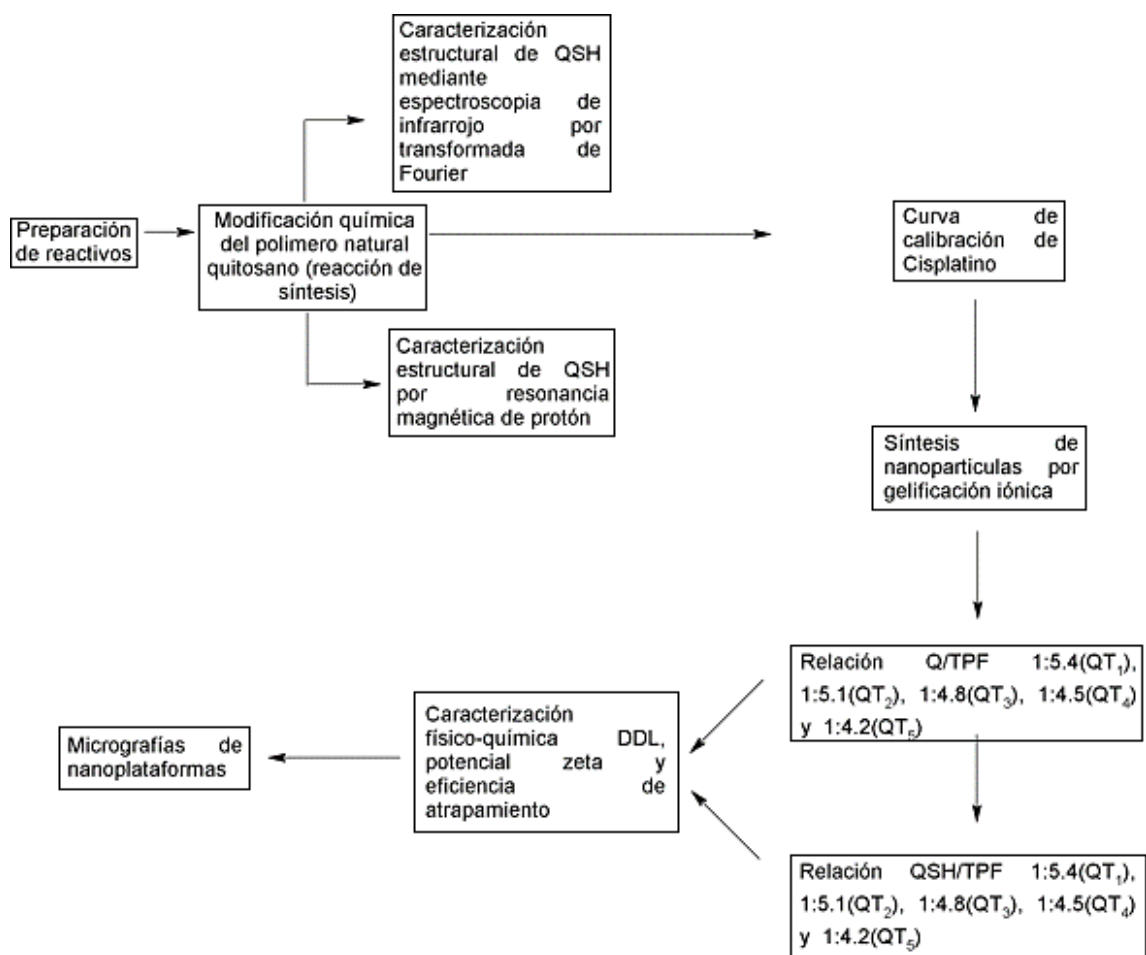 Preparación
de reactivos
Modificación química
del polimero natural
quitosano (reacción de
síntesis)
Caracterización
estructural de QSH
mediante
espectroscopia de
infrarrojo por
transformada de
Fourier
Caracterización
estructural de QSH
por resonancia
magnética de protón
Curva de
calibración de
Cisplatino
Síntesis de
nanoparticulas por
gelificación iónica
Relación Q/TPF 1:5.4(QT₁),
1:5.1(QT₂), 1:4.8(QT₃), 1:4.5(QT₄)
y 1:4.2(QT₅)
Relación QSH/TPF 1:5.4(QT₁),
1:5.1(QT₂), 1:4.8(QT₃), 1:4.5(QT₄)
y 1:4.2(QT₅)
Caracterización
físico-química DDL,
potencial zeta y
eficiencia de
atrapamiento
Micrografías de
nanoplataformas